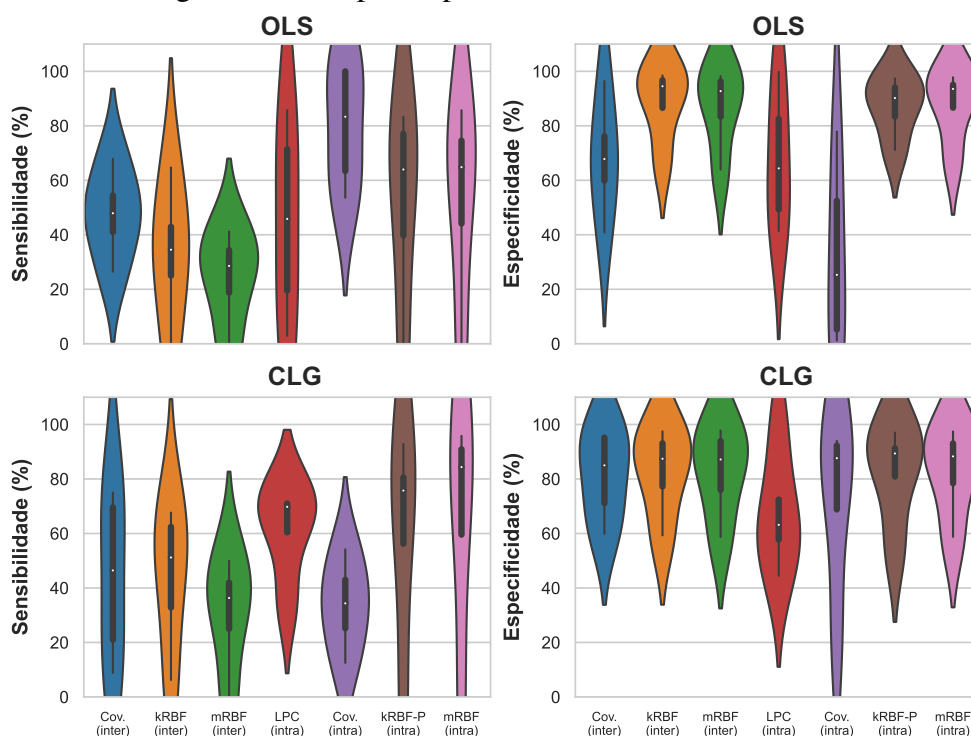 OLS
OLS
Sensibilidade (%)
100
80
60
40
20
0
Especificidade (%)
100
80
60
40
20
0
CLG
CLG
Sensibilidade (%)
100
80
60
40
20
0
Especificidade (%)
100
80
60
40
20
0
Cov. kRBF mRBF LPC Cov. kRBF-P mRBF
(inter) (inter) (inter) (intra) (intra) (intra) (intra)
Cov. kRBF mRBF LPC Cov. kRBF-P mRBF
(inter) (inter) (inter) (intra) (intra) (intra) (intra)